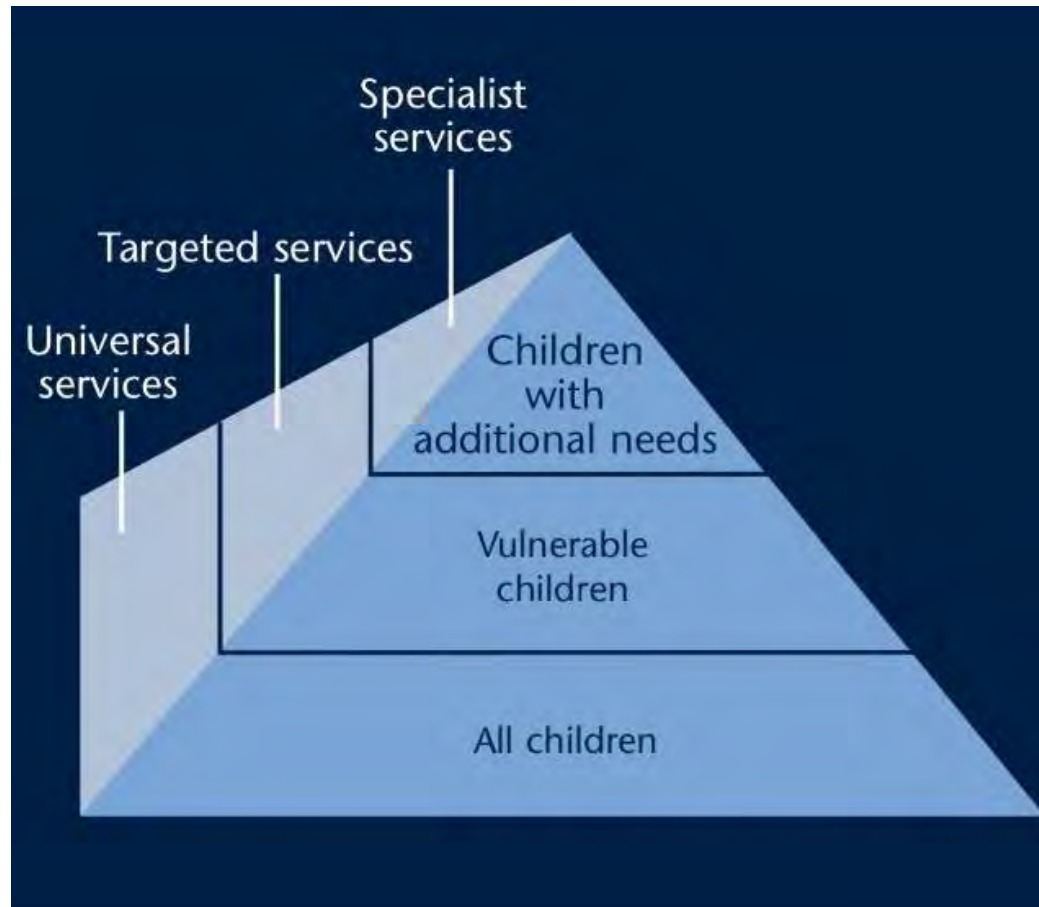 Specialist
services
Targeted services
Universal
services
Children
with
additional needs
Vulnerable
children
All children